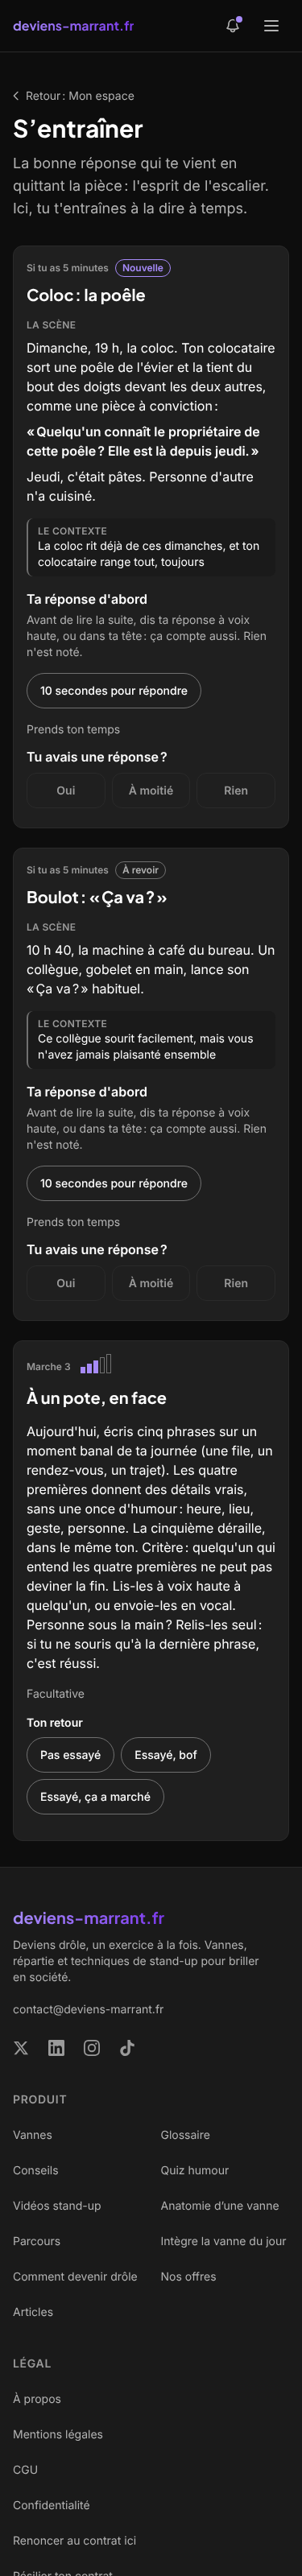 deviens-marrant.fr
Retour : Mon espace
S’entraîner
La bonne réponse qui te vient en
quittant la pièce : l'esprit de l'escalier.
Ici, tu t'entraînes à la dire à temps.
Si tu as 5 minutes Nouvelle
Coloc : la poêle
LA SCÈNE
Dimanche, 19 h, la coloc. Ton colocataire
sort une poêle de l'évier et la tient du
bout des doigts devant les deux autres,
comme une pièce à conviction :
« Quelqu'un connaît le propriétaire de
cette poêle ? Elle est là depuis jeudi. »
Jeudi, c'était pâtes. Personne d'autre
n'a cuisiné.
LE CONTEXTE
La coloc rit déjà de ces dimanches, et ton
colocataire range tout, toujours
Ta réponse d'abord
Avant de lire la suite, dis ta réponse à voix
haute, ou dans ta tête : ça compte aussi. Rien
n'est noté.
10 secondes pour répondre
Prends ton temps
Tu avais une réponse ?
Oui À moitié Rien
Si tu as 5 minutes À revoir
Boulot : « Ça va ? »
LA SCÈNE
10 h 40, la machine à café du bureau. Un
collègue, gobelet en main, lance son
« Ça va ? » habituel.
LE CONTEXTE
Ce collègue sourit facilement, mais vous
n'avez jamais plaisanté ensemble
Ta réponse d'abord
Avant de lire la suite, dis ta réponse à voix
haute, ou dans ta tête : ça compte aussi. Rien
n'est noté.
10 secondes pour répondre
Prends ton temps
Tu avais une réponse ?
Oui À moitié Rien
Marche 3
À un pote, en face
Aujourd'hui, écris cinq phrases sur un
moment banal de ta journée (une file, un
rendez-vous, un trajet). Les quatre
premières donnent des détails vrais,
sans une once d'humour : heure, lieu,
geste, personne. La cinquième déraille,
dans le même ton. Critère : quelqu'un qui
entend les quatre premières ne peut pas
deviner la fin. Lis-les à voix haute à
quelqu'un, ou envoie-les en vocal.
Personne sous la main ? Relis-les seul :
si tu ne souris qu'à la dernière phrase,
c'est réussi.
Facultative
Ton retour
Pas essayé Essayé, bof
Essayé, ça a marché
deviens-marrant.fr
Deviens drôle, un exercice à la fois. Vannes,
répartie et techniques de stand-up pour briller
en société.
contact@deviens-marrant.fr
PRODUIT
Vannes Glossaire
Conseils Quiz humour
Vidéos stand-up Anatomie d’une vanne
Parcours Intègre la vanne du jour
Comment devenir drôle Nos offres
Articles
LÉGAL
À propos
Mentions légales
CGU
Confidentialité
Renoncer au contrat ici
Résilier ton contrat